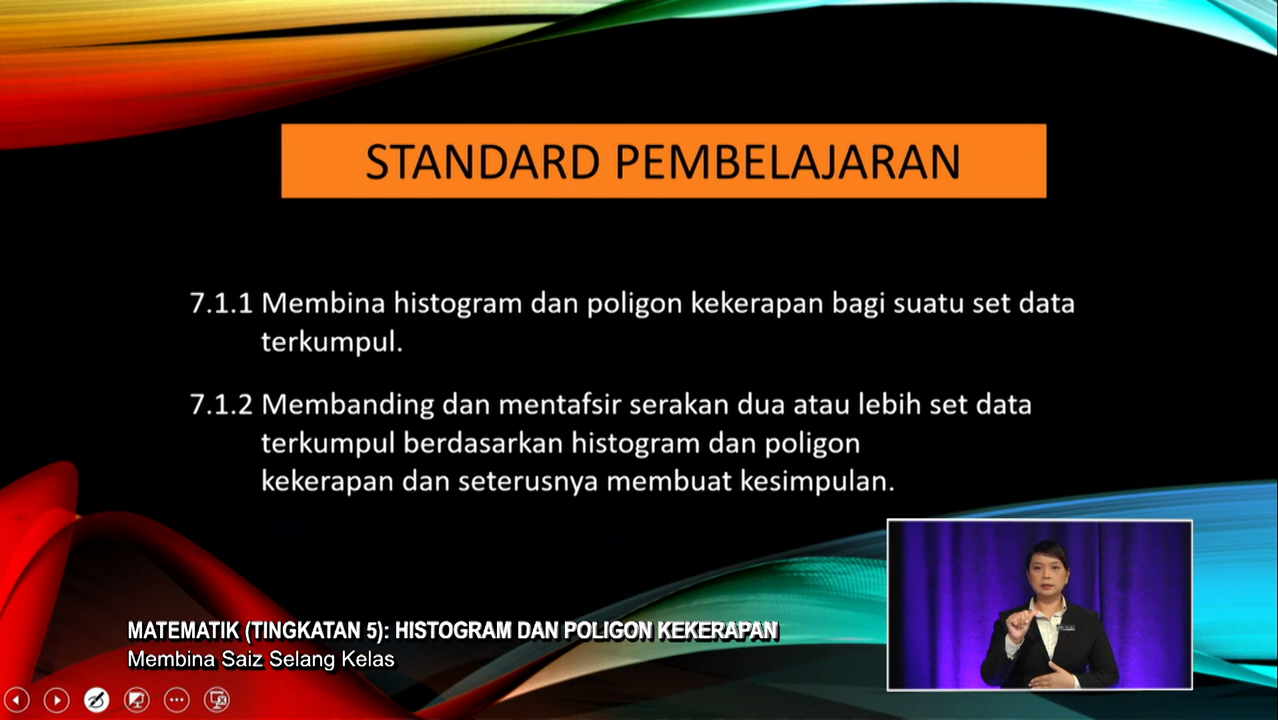 STANDARD PEMBELAJARAN
7.1.1 Membina histogram dan poligon kekerapan bagi suatu set data
terkumpul.
7.1.2 Membanding dan mentafsir serakan dua atau lebih set data
terkumpul berdasarkan histogram dan poligon
kekerapan dan seterusnya membuat kesimpulan.
MATEMATIK (TINGKATAN 5): HISTOGRAM DAN POLIGON KEKERAPAN
Membina Saiz Selang Kelas